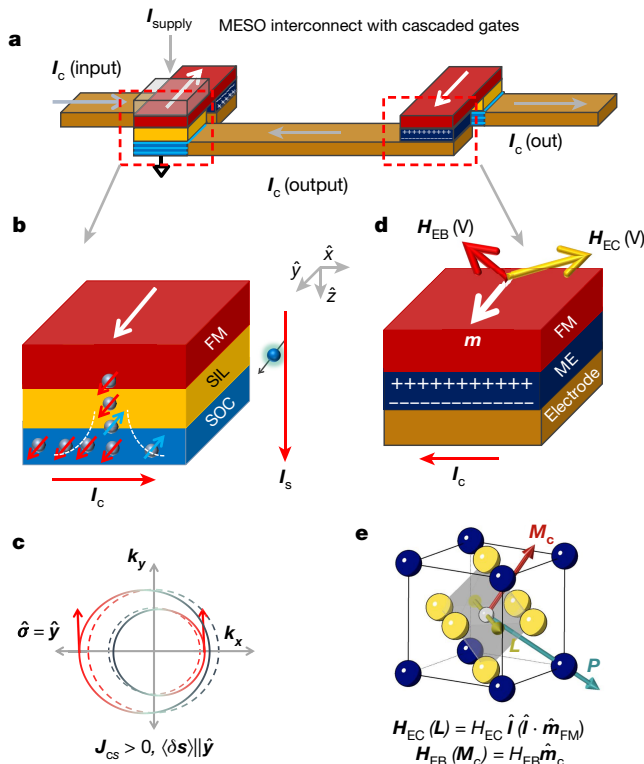 a
I_supply
MESO interconnect with cascaded gates
I_c (input)
I_c (out)
I_c (output)
++++++
+++++++
b
FM
SIL
SOC
I_c
I_s
x̂
ŷ
ẑ
d
H_EB (V)
H_EC (V)
m
FM
ME
Electrode
++++++++++
––––––––––
I_c
c
k_y
k_x
σ̂ = ŷ
J_cs > 0, ⟨δs⟩||ŷ
e
M_c
L
P
H_EC (L) = H_EC l̂ (l̂ · m̂_FM)
H_EB (M_c) = H_EB m̂_c